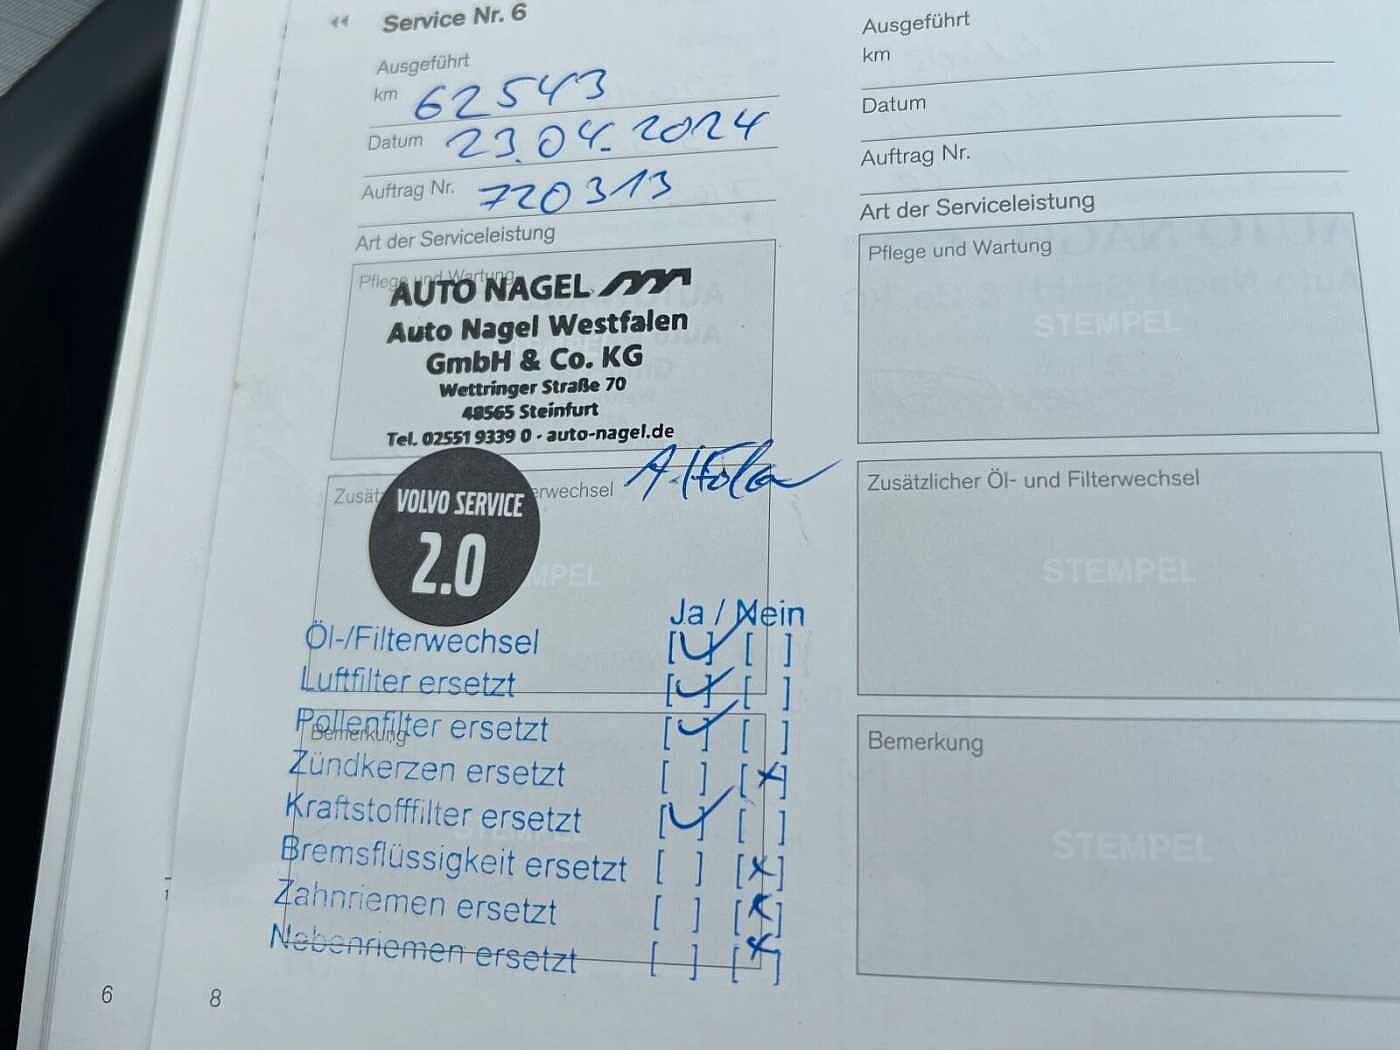 Service Nr. 6
Ausgeführt
km 62543
Datum 23.04.2024
Auftrag Nr. 720313
Art der Serviceleistung
Pflege und Wartung
AUTO NAGEL
Auto Nagel Westfalen
GmbH & Co. KG
Wettringer Straße 70
48565 Steinfurt
Tel. 02551 9339 0 - auto-nagel.de
VOLVO SERVICE
2.0
Ja / Nein
Öl-/Filterwechsel [✓] [ ]
Luftfilter ersetzt [✓] [ ]
Pollenfilter ersetzt [✓] [ ]
Bemerkung
Zündkerzen ersetzt [ ] [x]
Kraftstofffilter ersetzt [✓] [ ]
Bremsflüssigkeit ersetzt [ ] [x]
Zahnriemen ersetzt [ ] [x]
Nebenriemen ersetzt [ ] [x]
6
8
Ausgeführt
km
Datum
Auftrag Nr.
Art der Serviceleistung
Pflege und Wartung
STEMPEL
Zusätzlicher Öl- und Filterwechsel
STEMPEL
Bemerkung
STEMPEL